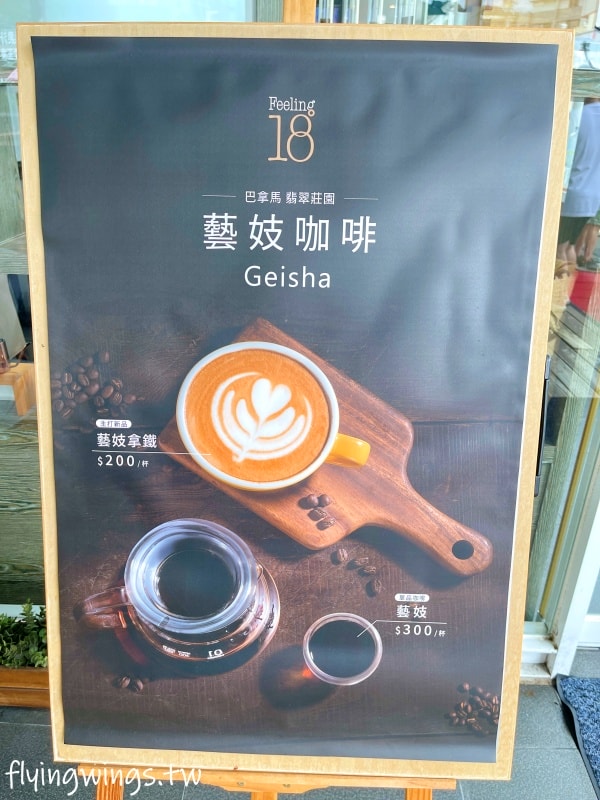 Feeling
18
巴拿馬 翡翠莊園
藝妓咖啡
Geisha
主打新品
藝妓拿鐵
$200/杯
單品咖啡
藝妓
$300/杯
flyingwings.tw